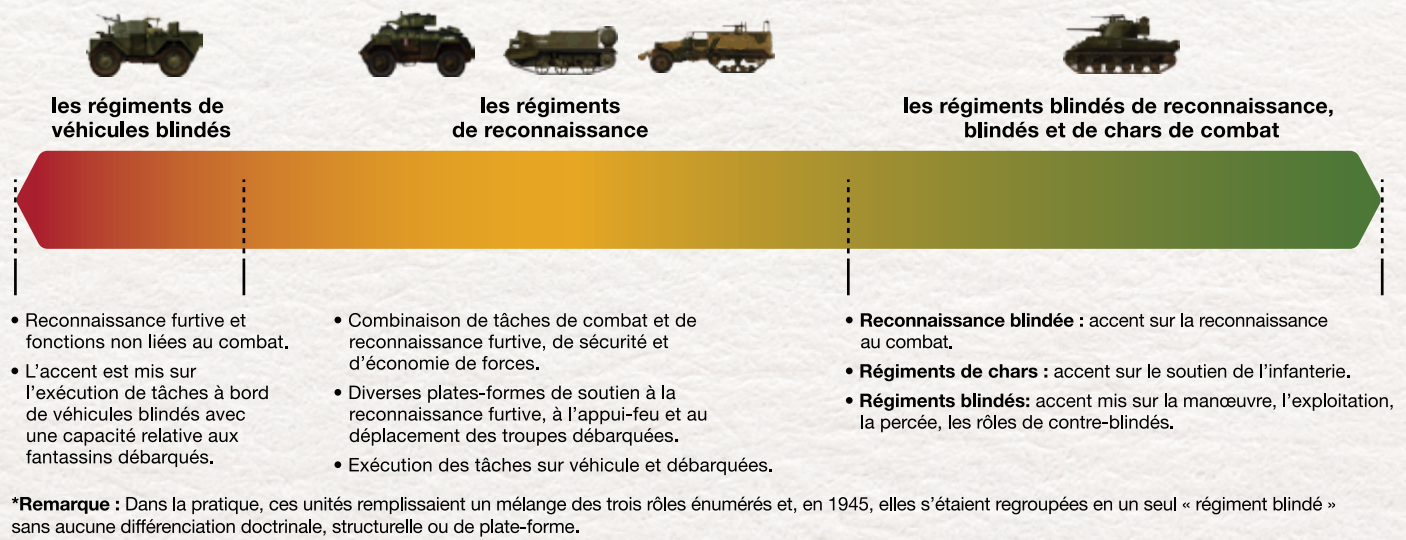 les régiments de
véhicules blindés
les régiments
de reconnaissance
les régiments blindés de reconnaissance,
blindés et de chars de combat
• Reconnaissance furtive et
fonctions non liées au combat.
• L’accent est mis sur
l’exécution de tâches à bord
de véhicules blindés avec
une capacité relative aux
fantassins débarqués.
• Combinaison de tâches de combat et de
reconnaissance furtive, de sécurité et
d’économie de forces.
• Diverses plates-formes de soutien à la
reconnaissance furtive, à l’appui-feu et au
déplacement des troupes débarquées.
• Exécution des tâches sur véhicule et débarquées.
• Reconnaissance blindée : accent sur la reconnaissance
au combat.
• Régiments de chars : accent sur le soutien de l’infanterie.
• Régiments blindés: accent mis sur la manœuvre, l’exploitation,
la percée, les rôles de contre-blindés.
*Remarque : Dans la pratique, ces unités remplissaient un mélange des trois rôles énumérés et, en 1945, elles s’étaient regroupées en un seul « régiment blindé »
sans aucune différenciation doctrinale, structurelle ou de plate-forme.